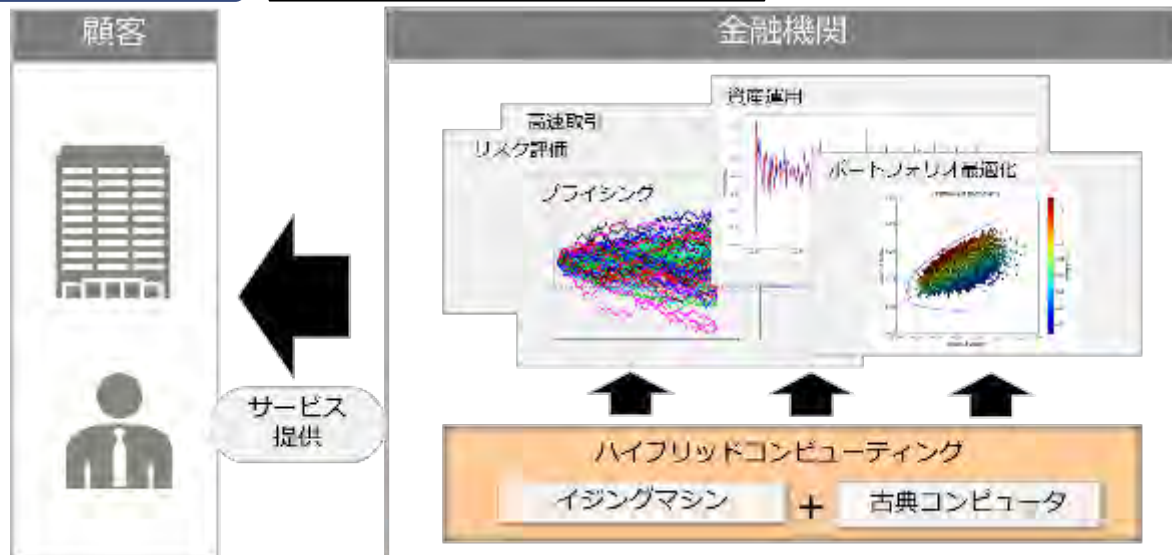 顧客
金融機関
資産運用
高速取引
リスク評価
ポートフォリオ最適化
プライシング
サービス
提供
ハイブリッドコンピューティング
イジングマシン
+
古典コンピュータ